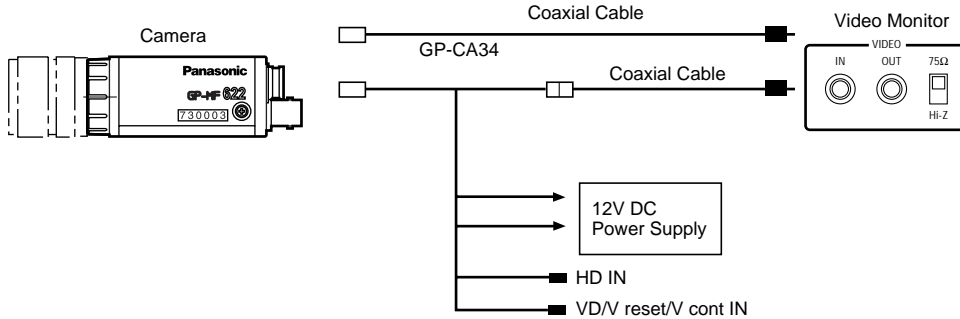 Coaxial Cable
Camera
Video Monitor
GP-CA34
VIDEO
IN
OUT
75Ω
Panasonic
Coaxial Cable
GP-MF 622
730003
Hi-Z
12V DC
Power Supply
HD IN
VD/V reset/V cont IN